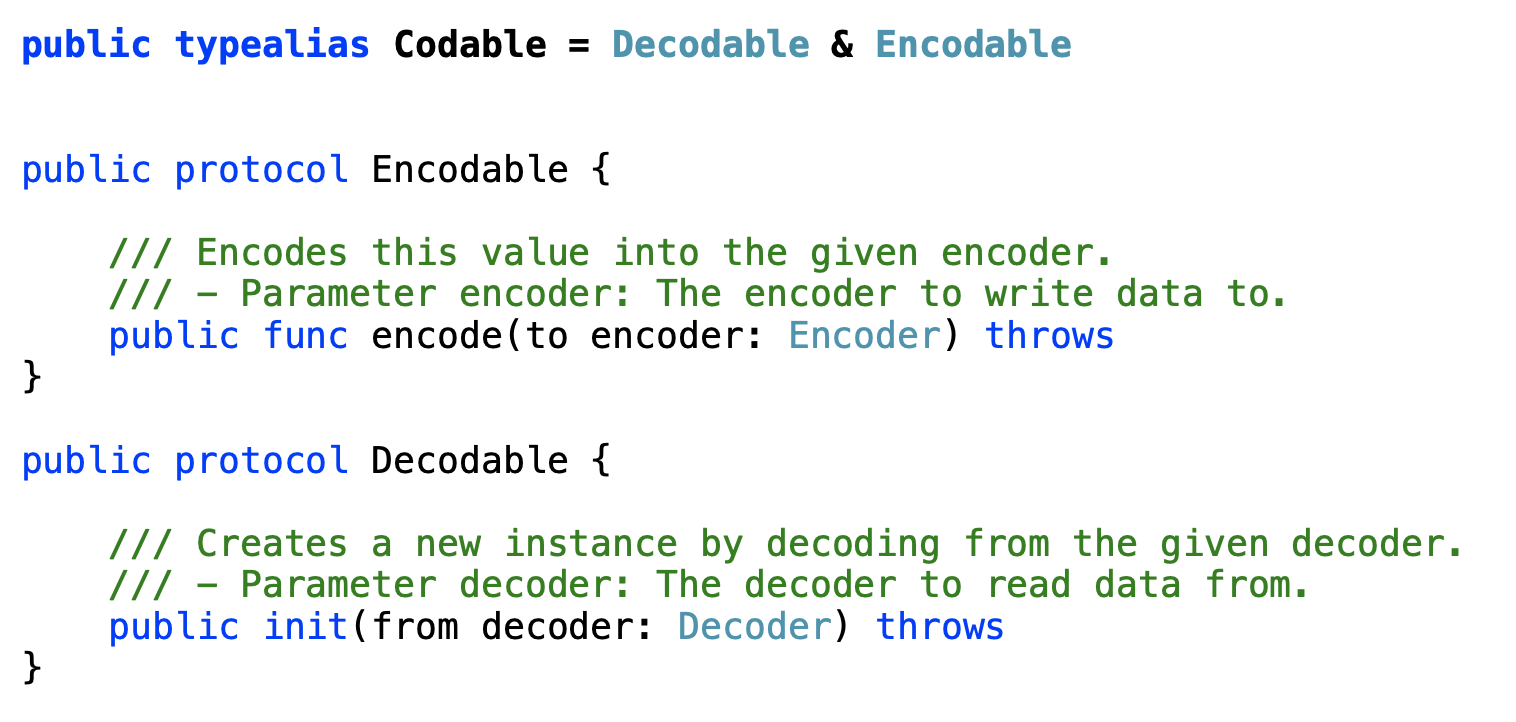 public typealias Codable = Decodable & Encodable
public protocol Encodable {
/// Encodes this value into the given encoder.
/// – Parameter encoder: The encoder to write data to.
public func encode(to encoder: Encoder) throws
}
public protocol Decodable {
/// Creates a new instance by decoding from the given decoder.
/// – Parameter decoder: The decoder to read data from.
public init(from decoder: Decoder) throws
}